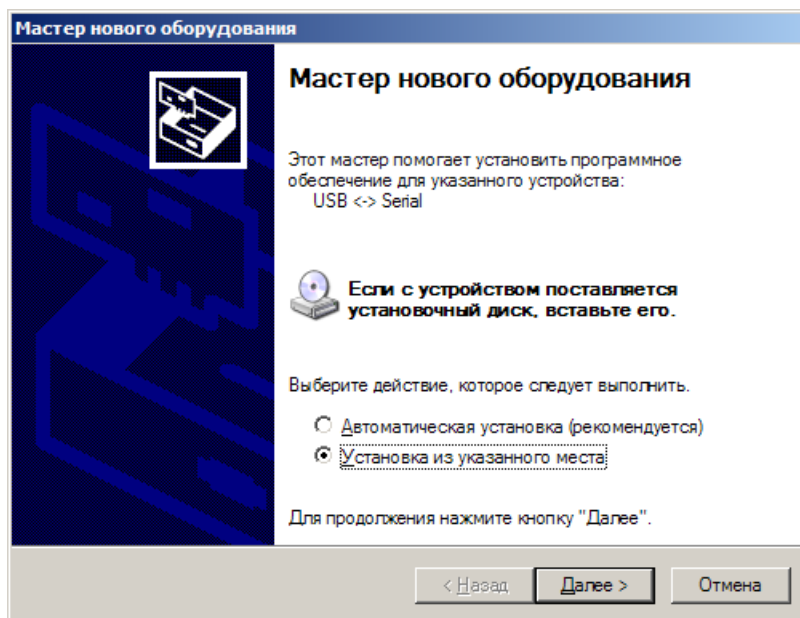 Мастер нового оборудования
Мастер нового оборудования
Этот мастер помогает установить программное
обеспечение для указанного устройства:
USB <-> Serial
Если с устройством поставляется
установочный диск, вставьте его.
Выберите действие, которое следует выполнить.
Автоматическая установка (рекомендуется)
Установка из указанного места
Для продолжения нажмите кнопку "Далее".
< Назад Далее > Отмена